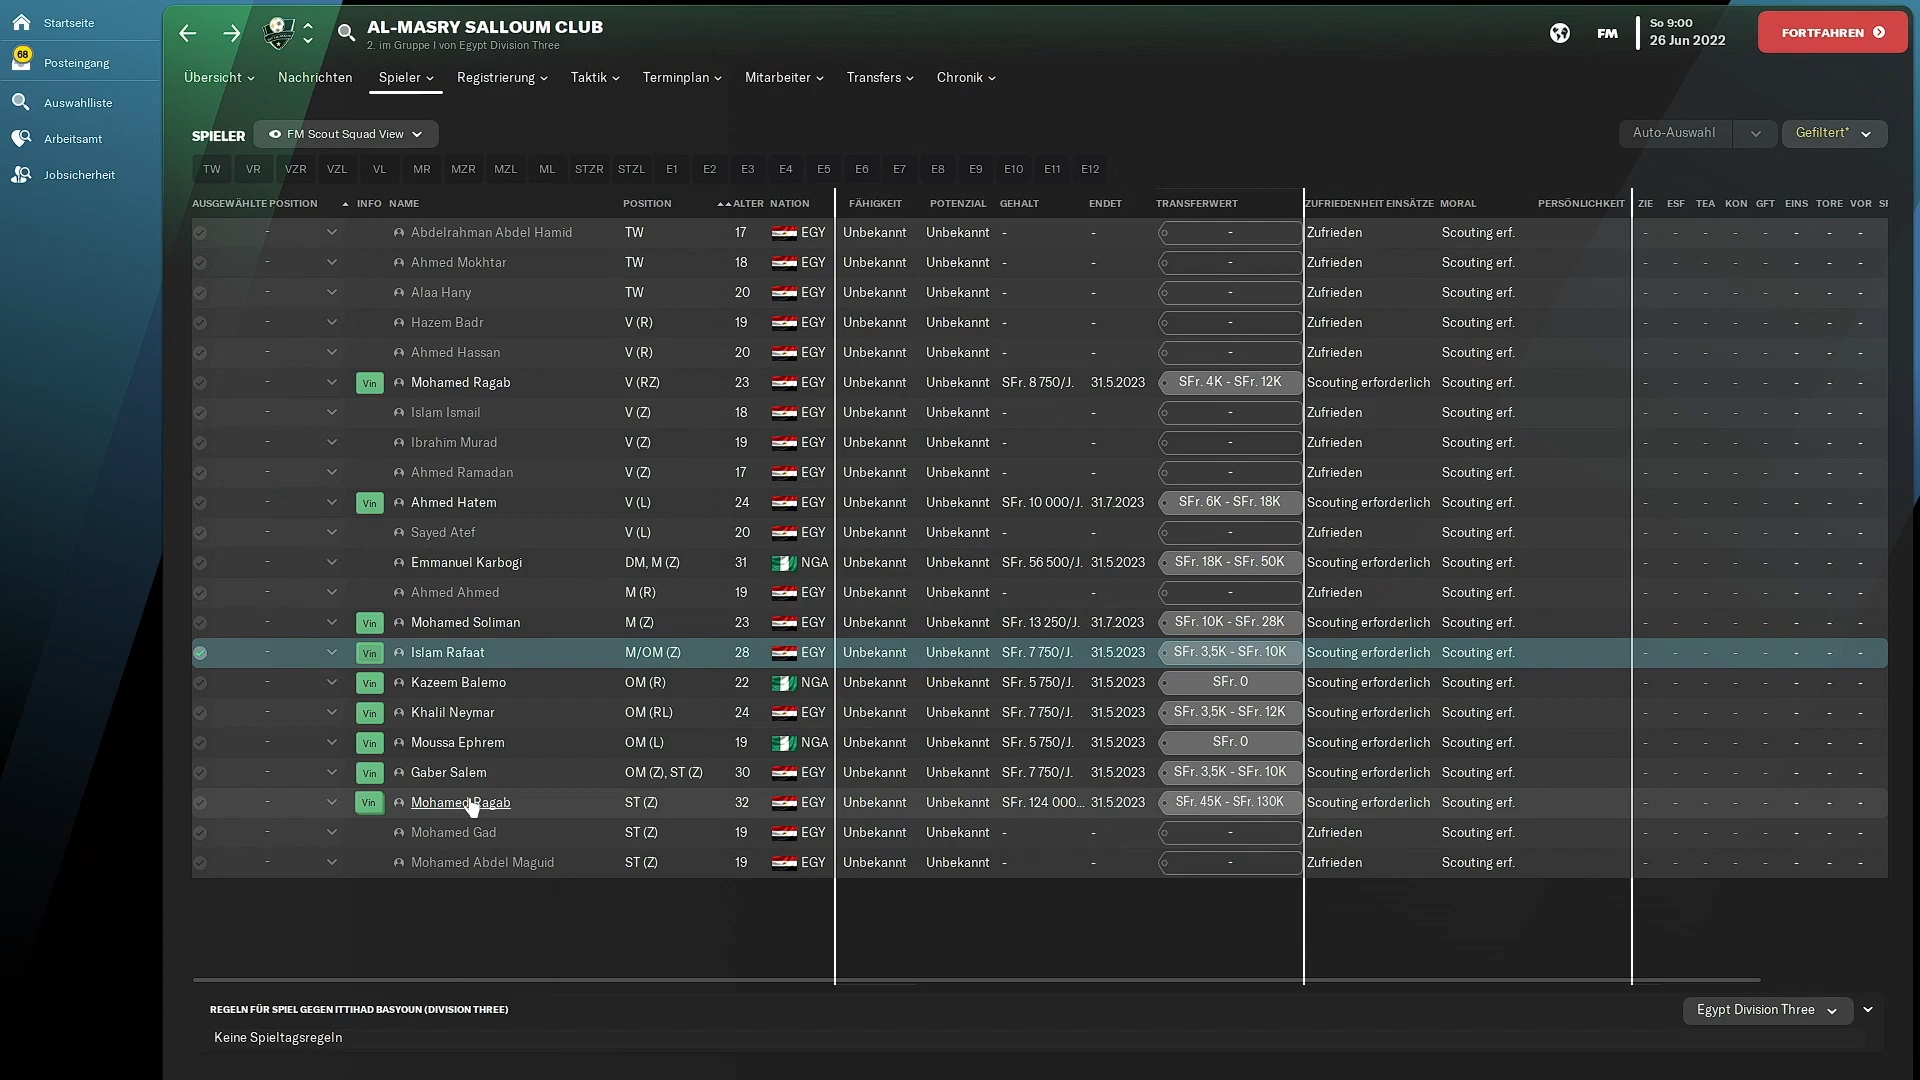 Startseite
68
Posteingang
Auswahlliste
Arbeitsamt
Jobsicherheit
AL-MASRY SALLOUM CLUB
2. im Gruppe I von Egypt Division Three
FM
So 9:00
26 Jun 2022
FORTFAHREN
Übersicht Nachrichten Spieler Registrierung Taktik Terminplan Mitarbeiter Transfers Chronik
SPIELER FM Scout Squad View Auto-Auswahl Gefiltert*
TW VR VZR VZL VL MR MZR MZL ML STZR STZL E1 E2 E3 E4 E5 E6 E7 E8 E9 E10 E11 E12
AUSGEWÄHLTE POSITION INFO NAME POSITION ALTER NATION FÄHIGKEIT POTENZIAL GEHALT ENDET TRANSFERWERT ZUFRIEDENHEIT EINSÄTZE MORAL PERSÖNLICHKEIT ZIE ESF TEA KON GFT EINS TORE VOR
- Abdelrahman Abdel Hamid TW 17 EGY Unbekannt Unbekannt - - - Zufrieden Scouting erf. - - - - - - - -
- Ahmed Mokhtar TW 18 EGY Unbekannt Unbekannt - - - Zufrieden Scouting erf. - - - - - - - -
- Alaa Hany TW 20 EGY Unbekannt Unbekannt - - - Zufrieden Scouting erf. - - - - - - - -
- Hazem Badr V (R) 19 EGY Unbekannt Unbekannt - - - Zufrieden Scouting erf. - - - - - - - -
- Ahmed Hassan V (R) 20 EGY Unbekannt Unbekannt - - - Zufrieden Scouting erf. - - - - - - - -
- Vin Mohamed Ragab V (RZ) 23 EGY Unbekannt Unbekannt SFr. 8 750/J. 31.5.2023 SFr. 4K - SFr. 12K Scouting erforderlich Scouting erf. - - - - - - - -
- Islam Ismail V (Z) 18 EGY Unbekannt Unbekannt - - - Zufrieden Scouting erf. - - - - - - - -
- Ibrahim Murad V (Z) 19 EGY Unbekannt Unbekannt - - - Zufrieden Scouting erf. - - - - - - - -
- Ahmed Ramadan V (Z) 17 EGY Unbekannt Unbekannt - - - Zufrieden Scouting erf. - - - - - - - -
- Vin Ahmed Hatem V (L) 24 EGY Unbekannt Unbekannt SFr. 10 000/J. 31.7.2023 SFr. 6K - SFr. 18K Scouting erforderlich Scouting erf. - - - - - - - -
- Sayed Atef V (L) 20 EGY Unbekannt Unbekannt - - - Zufrieden Scouting erf. - - - - - - - -
- Emmanuel Karbogi DM, M (Z) 31 NGA Unbekannt Unbekannt SFr. 56 500/J. 31.5.2023 SFr. 18K - SFr. 50K Scouting erforderlich Scouting erf. - - - - - - - -
- Ahmed Ahmed M (R) 19 EGY Unbekannt Unbekannt - - - Zufrieden Scouting erf. - - - - - - - -
- Vin Mohamed Soliman M (Z) 23 EGY Unbekannt Unbekannt SFr. 13 250/J. 31.7.2023 SFr. 10K - SFr. 28K Scouting erforderlich Scouting erf. - - - - - - - -
- Vin Islam Rafaat M/OM (Z) 28 EGY Unbekannt Unbekannt SFr. 7 750/J. 31.5.2023 SFr. 3,5K - SFr. 10K Scouting erforderlich Scouting erf. - - - - - - - -
- Vin Kazeem Balemo OM (R) 22 NGA Unbekannt Unbekannt SFr. 5 750/J. 31.5.2023 SFr. 0 Scouting erforderlich Scouting erf. - - - - - - - -
- Vin Khalil Neymar OM (RL) 24 EGY Unbekannt Unbekannt SFr. 7 750/J. 31.5.2023 SFr. 3,5K - SFr. 12K Scouting erforderlich Scouting erf. - - - - - - - -
- Vin Moussa Ephrem OM (L) 19 NGA Unbekannt Unbekannt SFr. 5 750/J. 31.5.2023 SFr. 0 Scouting erforderlich Scouting erf. - - - - - - - -
- Vin Gaber Salem OM (Z), ST (Z) 30 EGY Unbekannt Unbekannt SFr. 7 750/J. 31.5.2023 SFr. 3,5K - SFr. 10K Scouting erforderlich Scouting erf. - - - - - - - -
- Vin Mohamed Ragab ST (Z) 32 EGY Unbekannt Unbekannt SFr. 124 000... 31.5.2023 SFr. 45K - SFr. 130K Scouting erforderlich Scouting erf. - - - - - - - -
- Mohamed Gad ST (Z) 19 EGY Unbekannt Unbekannt - - - Zufrieden Scouting erf. - - - - - - - -
- Mohamed Abdel Maguid ST (Z) 19 EGY Unbekannt Unbekannt - - - Zufrieden Scouting erf. - - - - - - - -
REGELN FÜR SPIEL GEGEN ITTIHAD BASYOUN (DIVISION THREE)
Egypt Division Three
Keine Spieltagsregeln